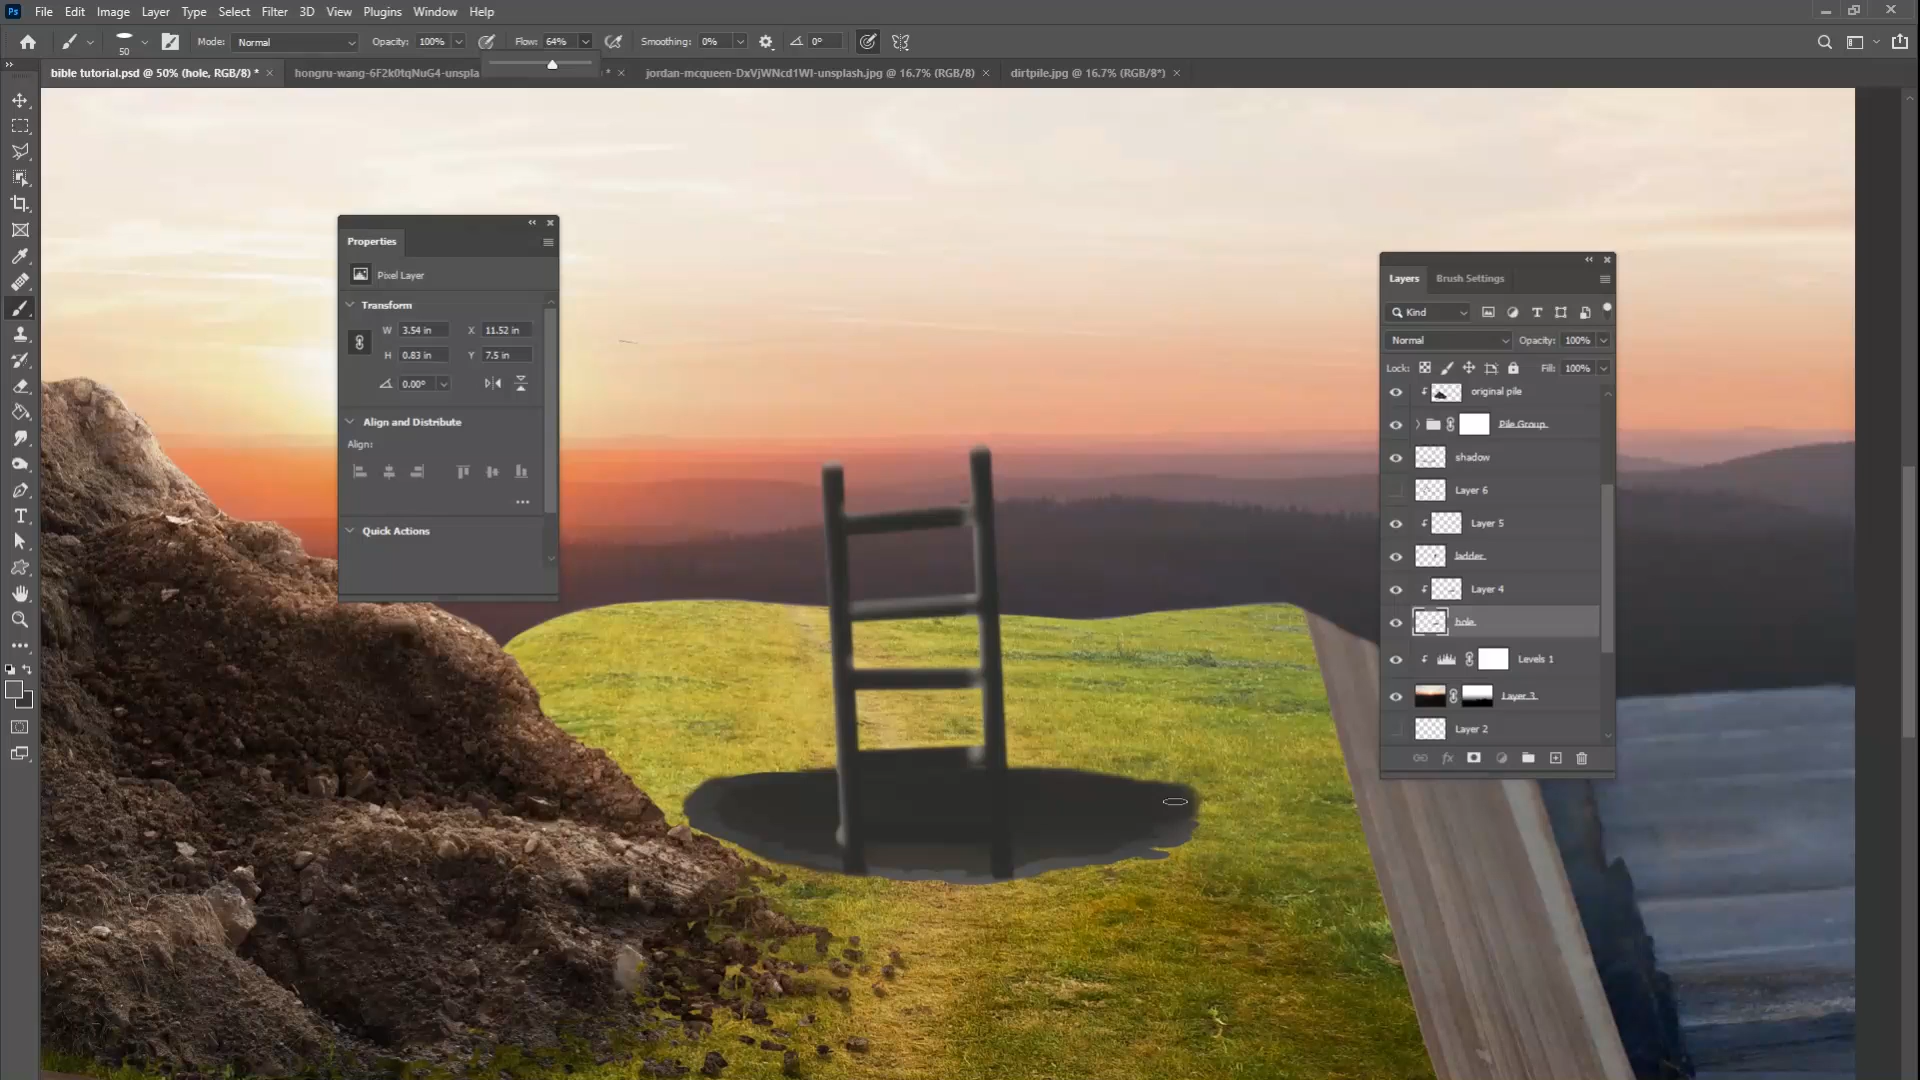 Ps File Edit Image Layer Type Select Filter 3D View Plugins Window Help
50 Mode: Normal Opacity: 100% Flow: 64% Smoothing: 0% 0°
bible tutorial.psd @ 50% (hole, RGB/8) * × hongru-wang-6F2k0tqNuG4-unspla * × jordan-mcqueen-DxVjWNcd1WI-unsplash.jpg @ 16.7% (RGB/8) × dirtpile.jpg @ 16.7% (RGB/8*) ×
Properties
Pixel Layer
Transform
W 3.54 in X 11.52 in
H 0.83 in Y 7.5 in
0.00°
Align and Distribute
Align:
Quick Actions
Layers Brush Settings
Kind
Normal Opacity: 100%
Lock: Fill: 100%
original pile
Pile Group
shadow
Layer 6
Layer 5
ladder
Layer 4
hole
Levels 1
Layer 3
Layer 2
fx